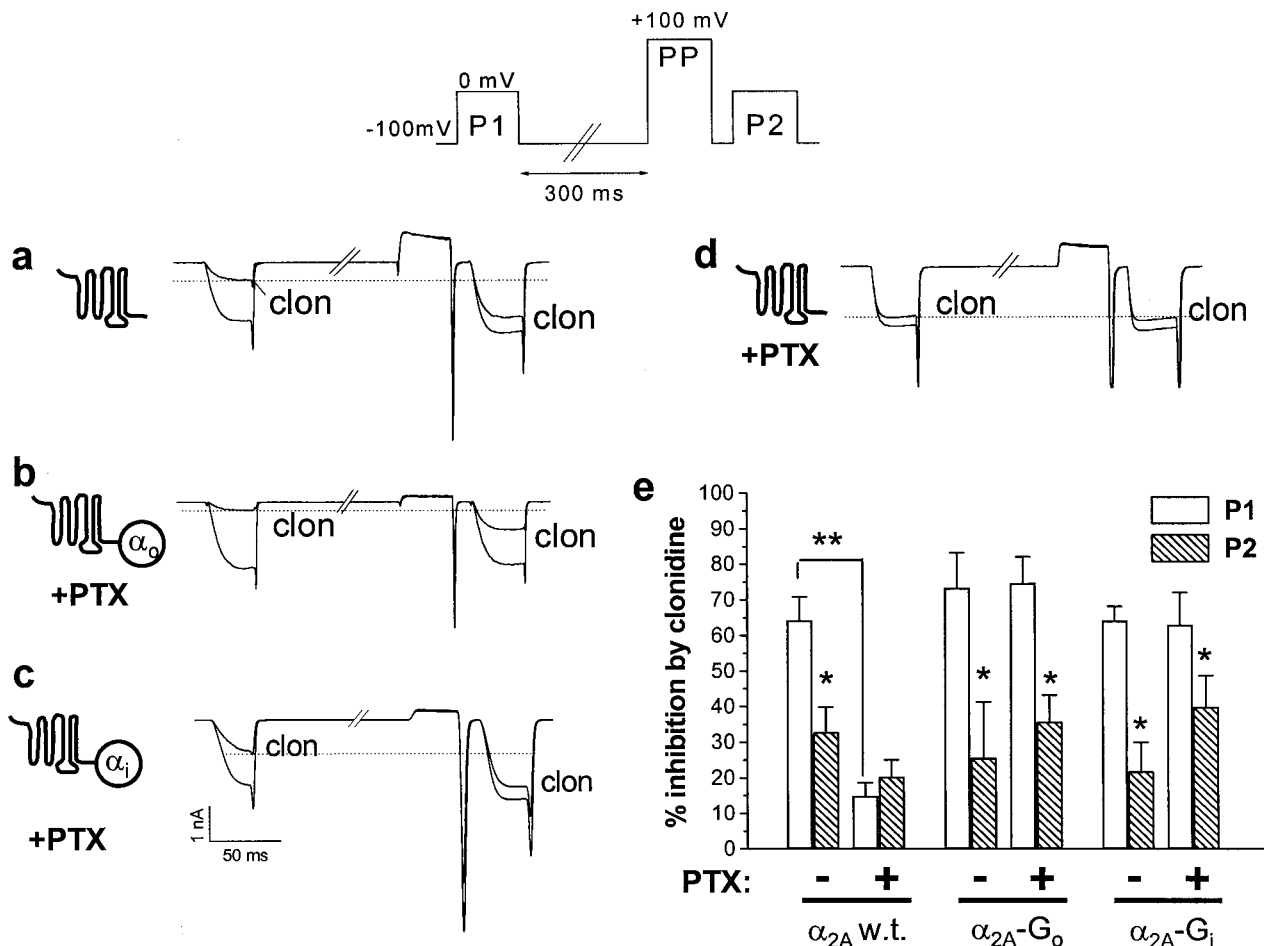 +100 mV
PP
0 mV
-100mV
P1
P2
300 ms
a
clon
clon
d
clon
+PTX
b
clon
clon
αo
+PTX
c
clon
clon
αi
+PTX
1 nA
50 ms
e
% inhibition by clonidine
100
90
80
70
60
50
40
30
20
10
0
P1
P2
**
*
*
*
*
*
PTX: - + - + - +
α2A w.t. α2A-Go α2A-Gi